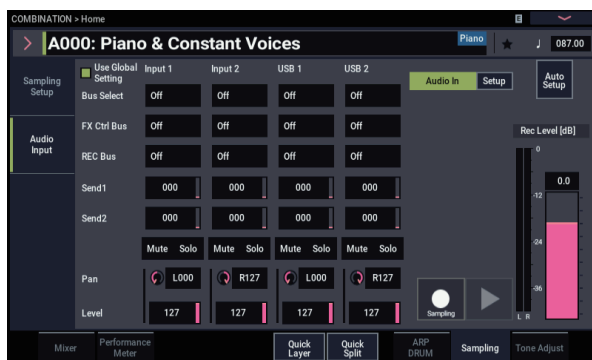 COMBINATION > Home
E
A000: Piano & Constant Voices
Piano
♩ 087.00
Sampling Setup
Audio Input
Use Global Setting
Input 1 Input 2 USB 1 USB 2
Audio In Setup
Auto Setup
Bus Select Off Off Off Off
FX Ctrl Bus Off Off Off Off
REC Bus Off Off Off Off
Rec Level [dB]
Send1 000 000 000 000
Send2 000 000 000 000
0
-12
-24
-36
0.0
Mute Solo Mute Solo Mute Solo Mute Solo
Pan L000 R127 L000 R127
Level 127 127 127 127
Sampling
L R
Mixer
Performance Meter
Quick Layer
Quick Split
ARP DRUM
Sampling
Tone Adjust